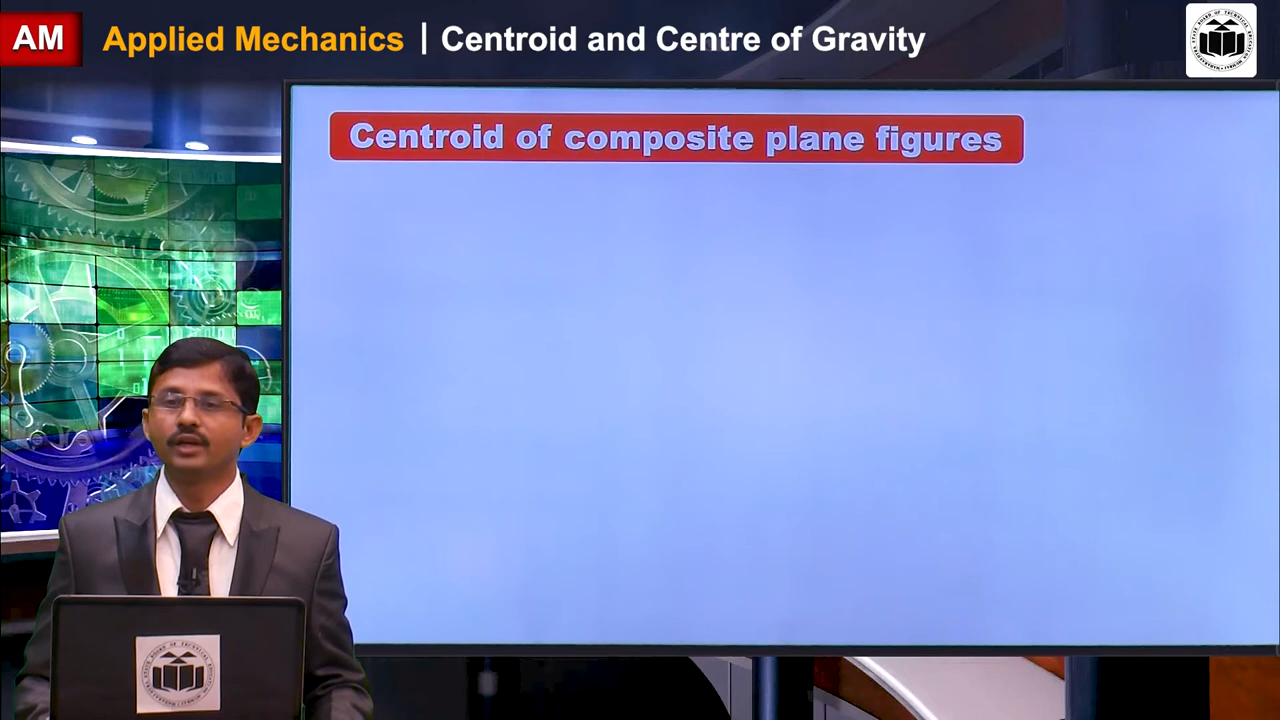 AM
Applied Mechanics | Centroid and Centre of Gravity
Centroid of composite plane figures